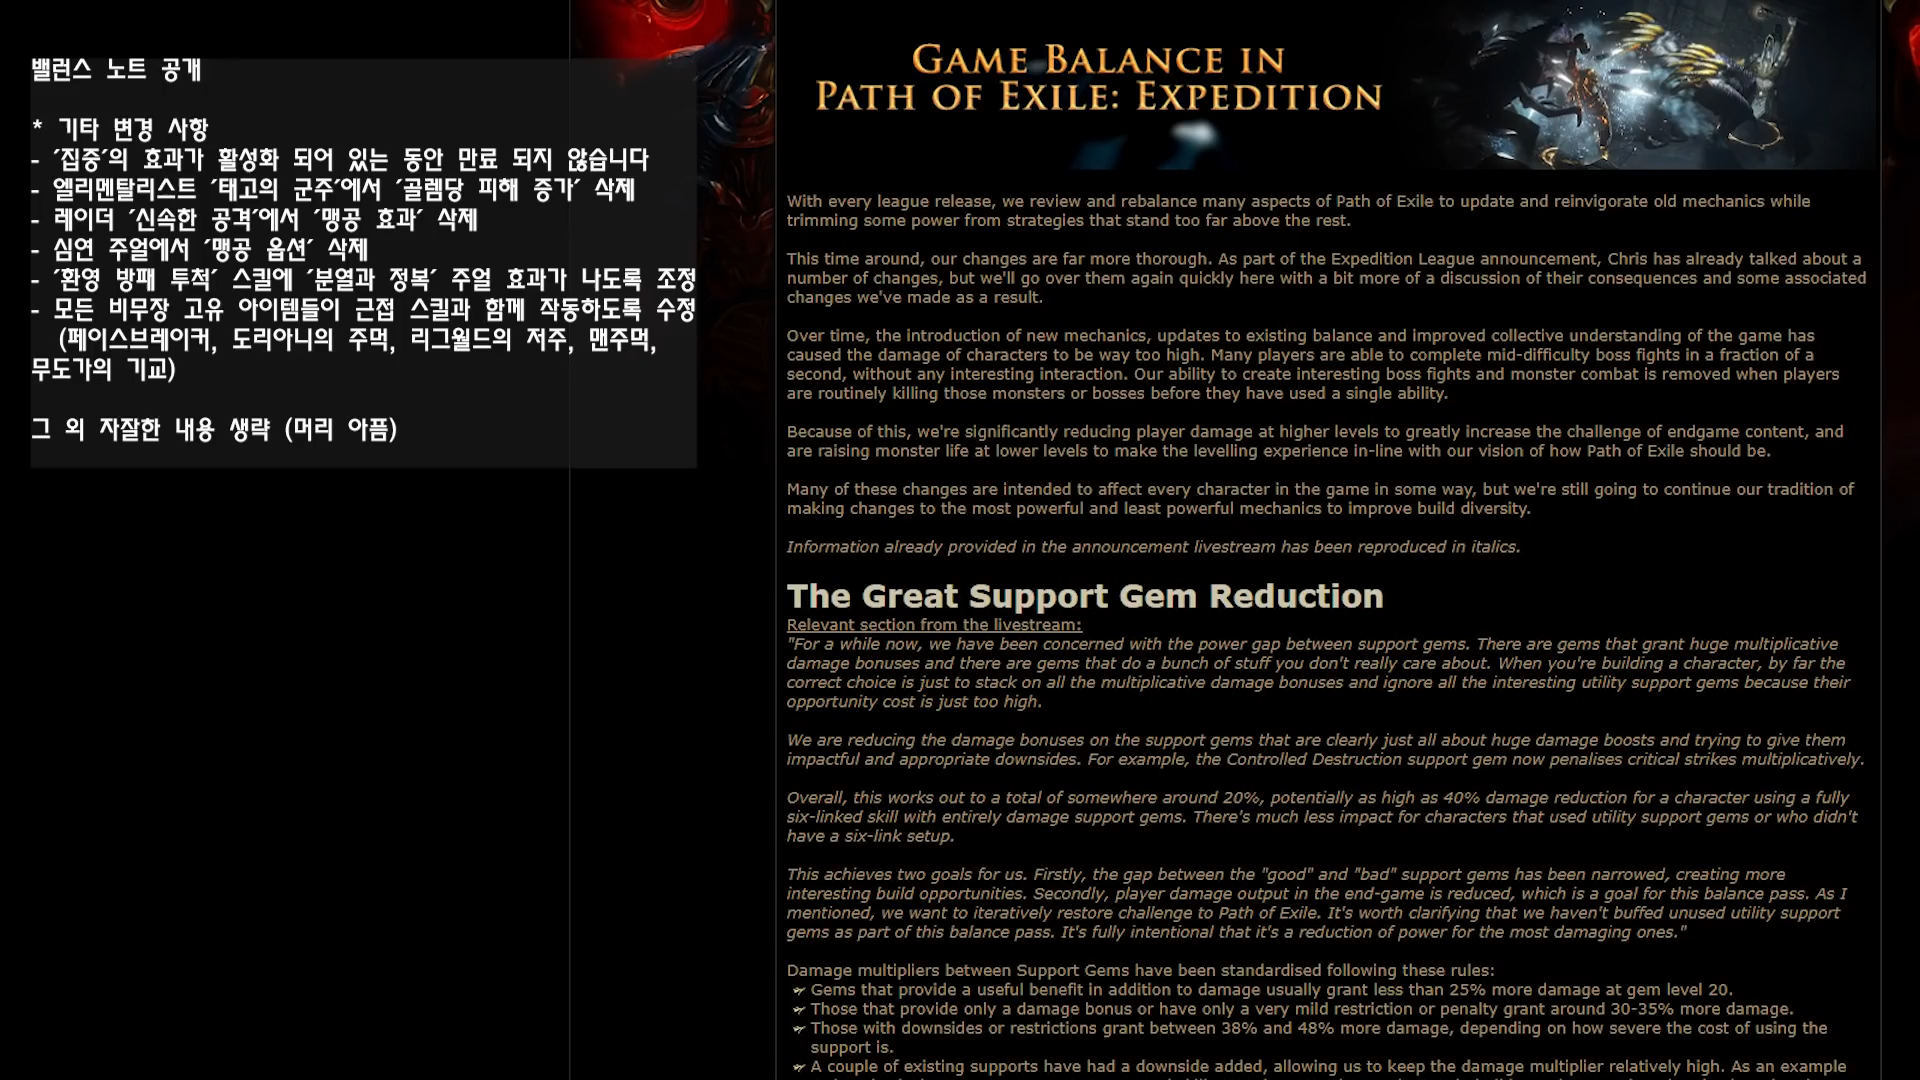 밸런스 노트 공개
* 기타 변경 사항
- ´집중´의 효과가 활성화 되어 있는 동안 만료 되지 않습니다
- 엘리멘탈리스트 ´태고의 군주´에서 ´골렘당 피해 증가´ 삭제
- 레이더 ´신속한 공격´에서 ´맹공 효과´ 삭제
- 심연 주얼에서 ´맹공 옵션´ 삭제
- ´환영 방패 투척´ 스킬에 ´분열과 정복´ 주얼 효과가 나도록 조정
- 모든 비무장 고유 아이템들이 근접 스킬과 함께 작동하도록 수정
(페이스브레이커, 도리아니의 주먹, 리그월드의 저주, 맨주먹,
무도가의 기교)
그 외 자잘한 내용 생략 (머리 아픔)
GAME BALANCE IN
PATH OF EXILE: EXPEDITION
With every league release, we review and rebalance many aspects of Path of Exile to update and reinvigorate old mechanics while
trimming some power from strategies that stand too far above the rest.
This time around, our changes are far more thorough. As part of the Expedition League announcement, Chris has already talked about a
number of changes, but we'll go over them again quickly here with a bit more of a discussion of their consequences and some associated
changes we've made as a result.
Over time, the introduction of new mechanics, updates to existing balance and improved collective understanding of the game has
caused the damage of characters to be way too high. Many players are able to complete mid-difficulty boss fights in a fraction of a
second, without any interesting interaction. Our ability to create interesting boss fights and monster combat is removed when players
are routinely killing those monsters or bosses before they have used a single ability.
Because of this, we're significantly reducing player damage at higher levels to greatly increase the challenge of endgame content, and
are raising monster life at lower levels to make the levelling experience in-line with our vision of how Path of Exile should be.
Many of these changes are intended to affect every character in the game in some way, but we're still going to continue our tradition of
making changes to the most powerful and least powerful mechanics to improve build diversity.
Information already provided in the announcement livestream has been reproduced in italics.
The Great Support Gem Reduction
Relevant section from the livestream:
"For a while now, we have been concerned with the power gap between support gems. There are gems that grant huge multiplicative
damage bonuses and there are gems that do a bunch of stuff you don't really care about. When you're building a character, by far the
correct choice is just to stack on all the multiplicative damage bonuses and ignore all the interesting utility support gems because their
opportunity cost is just too high.
We are reducing the damage bonuses on the support gems that are clearly just all about huge damage boosts and trying to give them
impactful and appropriate downsides. For example, the Controlled Destruction support gem now penalises critical strikes multiplicatively.
Overall, this works out to a total of somewhere around 20%, potentially as high as 40% damage reduction for a character using a fully
six-linked skill with entirely damage support gems. There's much less impact for characters that used utility support gems or who didn't
have a six-link setup.
This achieves two goals for us. Firstly, the gap between the "good" and "bad" support gems has been narrowed, creating more
interesting build opportunities. Secondly, player damage output in the end-game is reduced, which is a goal for this balance pass. As I
mentioned, we want to iteratively restore challenge to Path of Exile. It's worth clarifying that we haven't buffed unused utility support
gems as part of this balance pass. It's fully intentional that it's a reduction of power for the most damaging ones."
Damage multipliers between Support Gems have been standardised following these rules:
Gems that provide a useful benefit in addition to damage usually grant less than 25% more damage at gem level 20.
Those that provide only a damage bonus or have only a very mild restriction or penalty grant around 30-35% more damage.
Those with downsides or restrictions grant between 38% and 48% more damage, depending on how severe the cost of using the
support is.
A couple of existing supports have had a downside added, allowing us to keep the damage multiplier relatively high. As an example